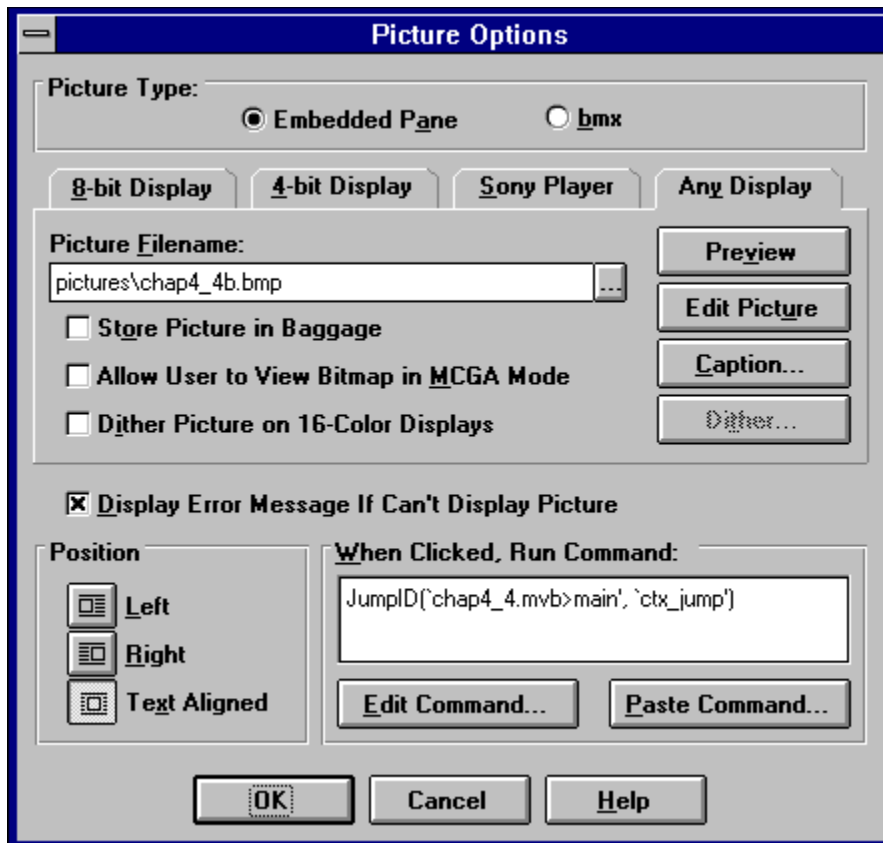 Picture Options
Picture Type:
Embedded Pane bmx
8-bit Display 4-bit Display Sony Player Any Display
Picture Filename:
Preview
pictures\chap4_4b.bmp ...
Edit Picture
Store Picture in Baggage
Caption...
Allow User to View Bitmap in MCGA Mode
Dither Picture on 16-Color Displays
Dither...
Display Error Message If Can't Display Picture
Position
Left
Right
Text Aligned
When Clicked, Run Command:
JumpID(`chap4_4.mvb>main', `ctx_jump')
Edit Command... Paste Command...
OK Cancel Help